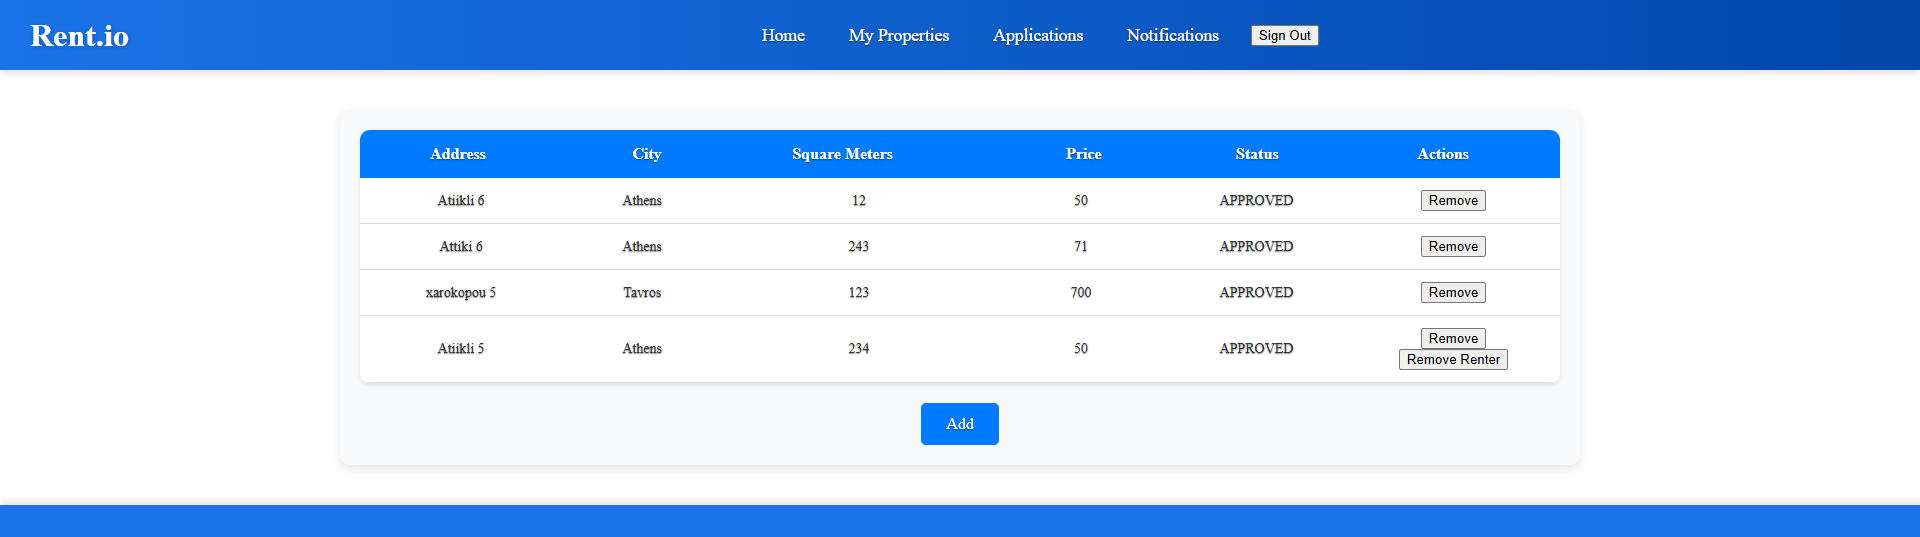 Rent.io Home My Properties Applications Notifications Sign Out
Address City Square Meters Price Status Actions
Atiikli 6 Athens 12 50 APPROVED Remove
Attiki 6 Athens 243 71 APPROVED Remove
xarokopou 5 Tavros 123 700 APPROVED Remove
Atiikli 5 Athens 234 50 APPROVED Remove
Remove Renter
Add